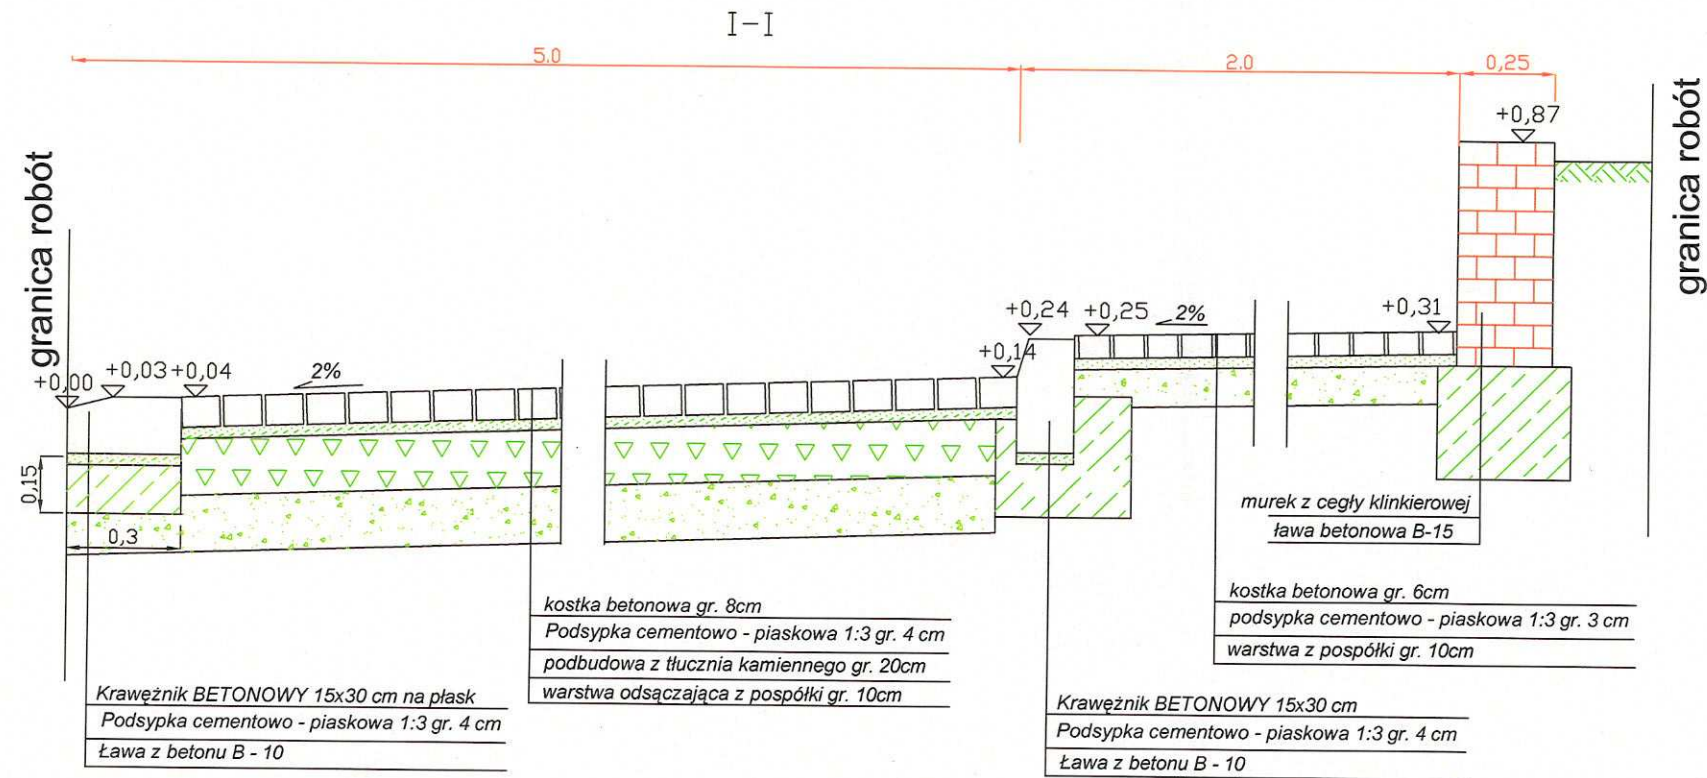 I-I
5.0
2.0
0,25
granica robót
granica robót
+0,87
+0,24
+0,25
2%
+0,31
+0,14
+0,00
+0,03
+0,04
2%
0,15
0,3
murek z cegły klinkierowej
ława betonowa B-15
kostka betonowa gr. 8cm
Podsypka cementowo - piaskowa 1:3 gr. 4 cm
podbudowa z tłucznia kamiennego gr. 20cm
warstwa odsączająca z pospółki gr. 10cm
kostka betonowa gr. 6cm
podsypka cementowo - piaskowa 1:3 gr. 3 cm
warstwa z pospółki gr. 10cm
Krawężnik BETONOWY 15x30 cm na płask
Podsypka cementowo - piaskowa 1:3 gr. 4 cm
Ława z betonu B - 10
Krawężnik BETONOWY 15x30 cm
Podsypka cementowo - piaskowa 1:3 gr. 4 cm
Ława z betonu B - 10